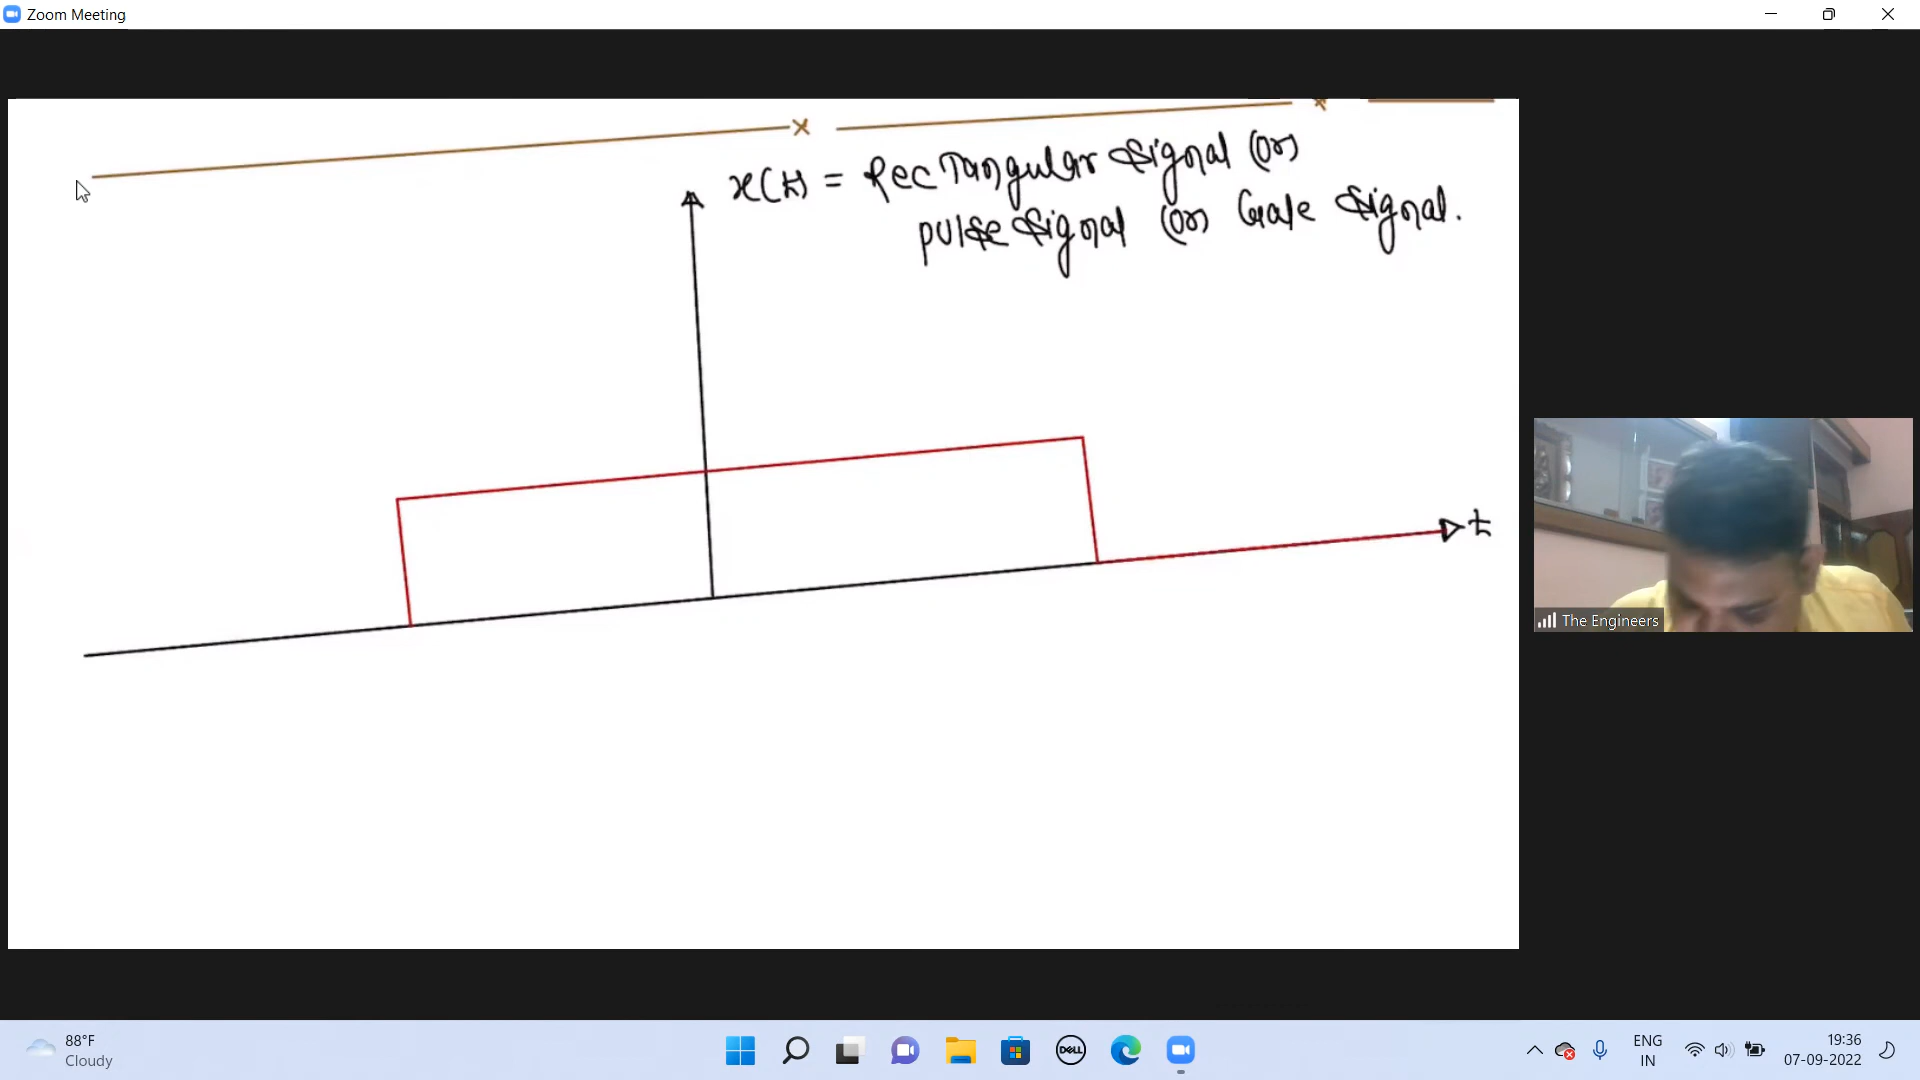 Zoom Meeting
x(t) = Rectangular Signal (or)
pulse signal (or) Gate Signal.
t
The Engineers
88°F
Cloudy
DELL
ENG
IN
19:36
07-09-2022